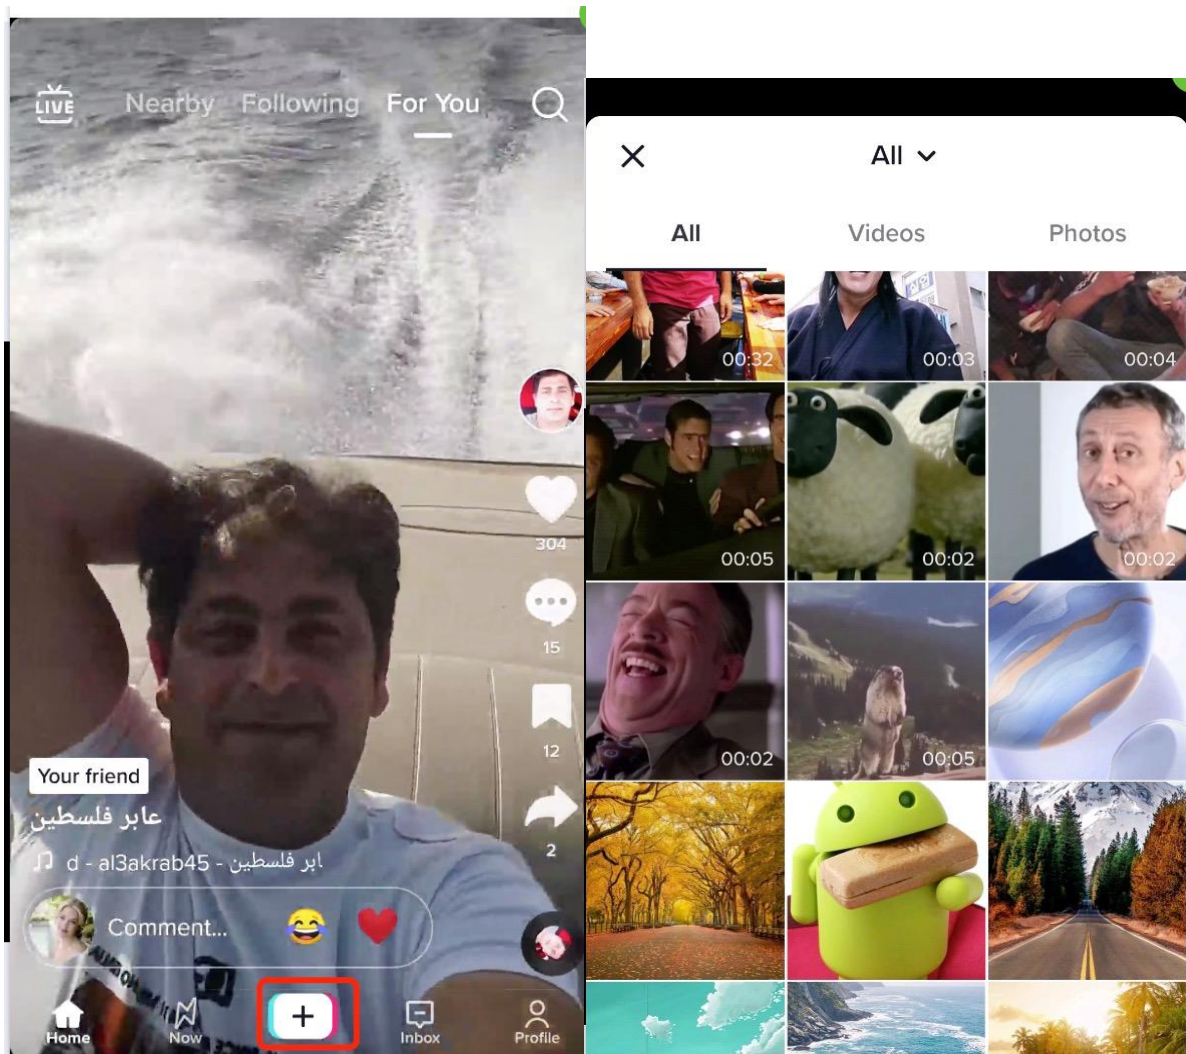 LIVE
Nearby
Following
For You
304
15
12
2
Your friend
عابر فلسطين
d - al3akrab45 - ابر فلسطين
Comment...
Home
Now
Inbox
Profile
All
All
Videos
Photos
00:32
00:03
00:04
00:05
00:02
00:02
00:02
00:05